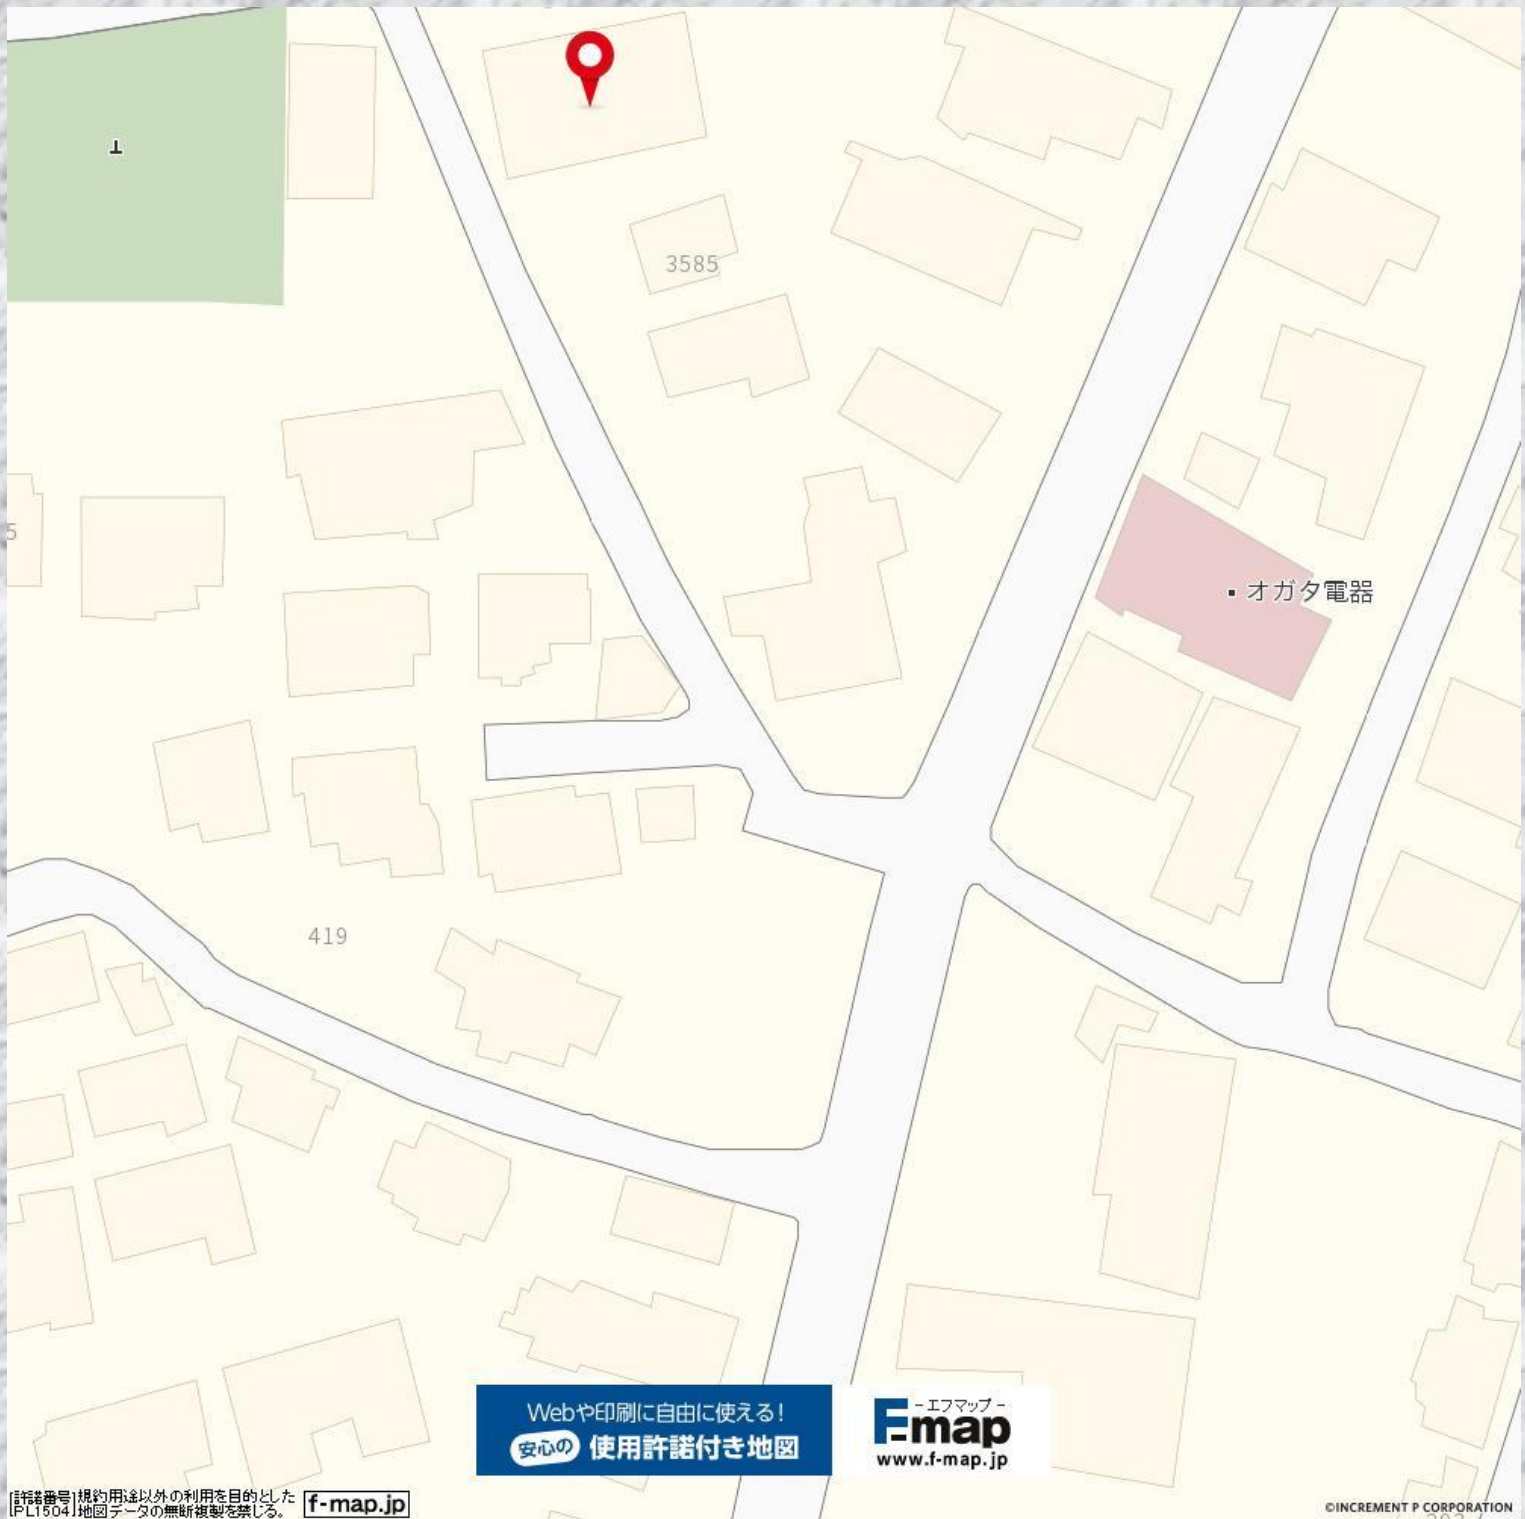 3585
5
オガタ電器
419
Webや印刷に自由に使える！
安心の 使用許諾付き地図
-エフマップ-
F-map
www.f-map.jp
[許諾番号]規約用途以外の利用を目的とした
[PL1504]地図データの無断複製を禁じる。
f-map.jp
©INCREMENT P CORPORATION